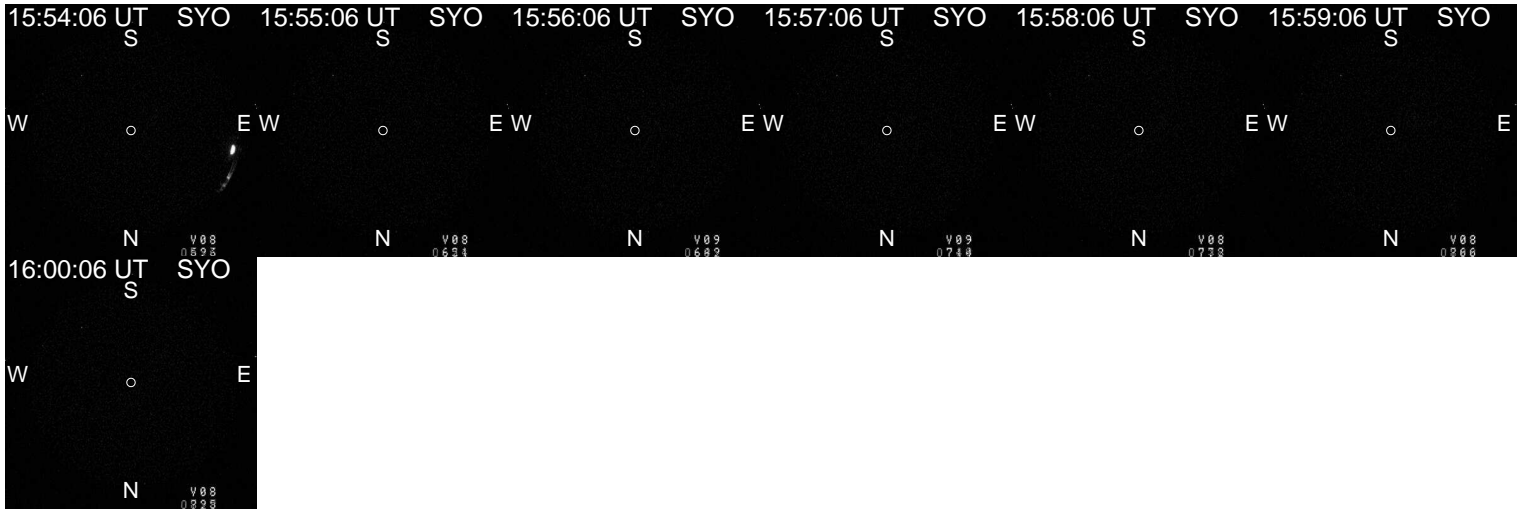 15:54:06 UT SYO 15:55:06 UT SYO 15:56:06 UT SYO 15:57:06 UT SYO 15:58:06 UT SYO 15:59:06 UT SYO
S S S S S S
W E W E W E W E W E W E
N N N N N N
V08 V08 V09 V09 V08 V08
16:00:06 UT SYO
S
W E
N
V08